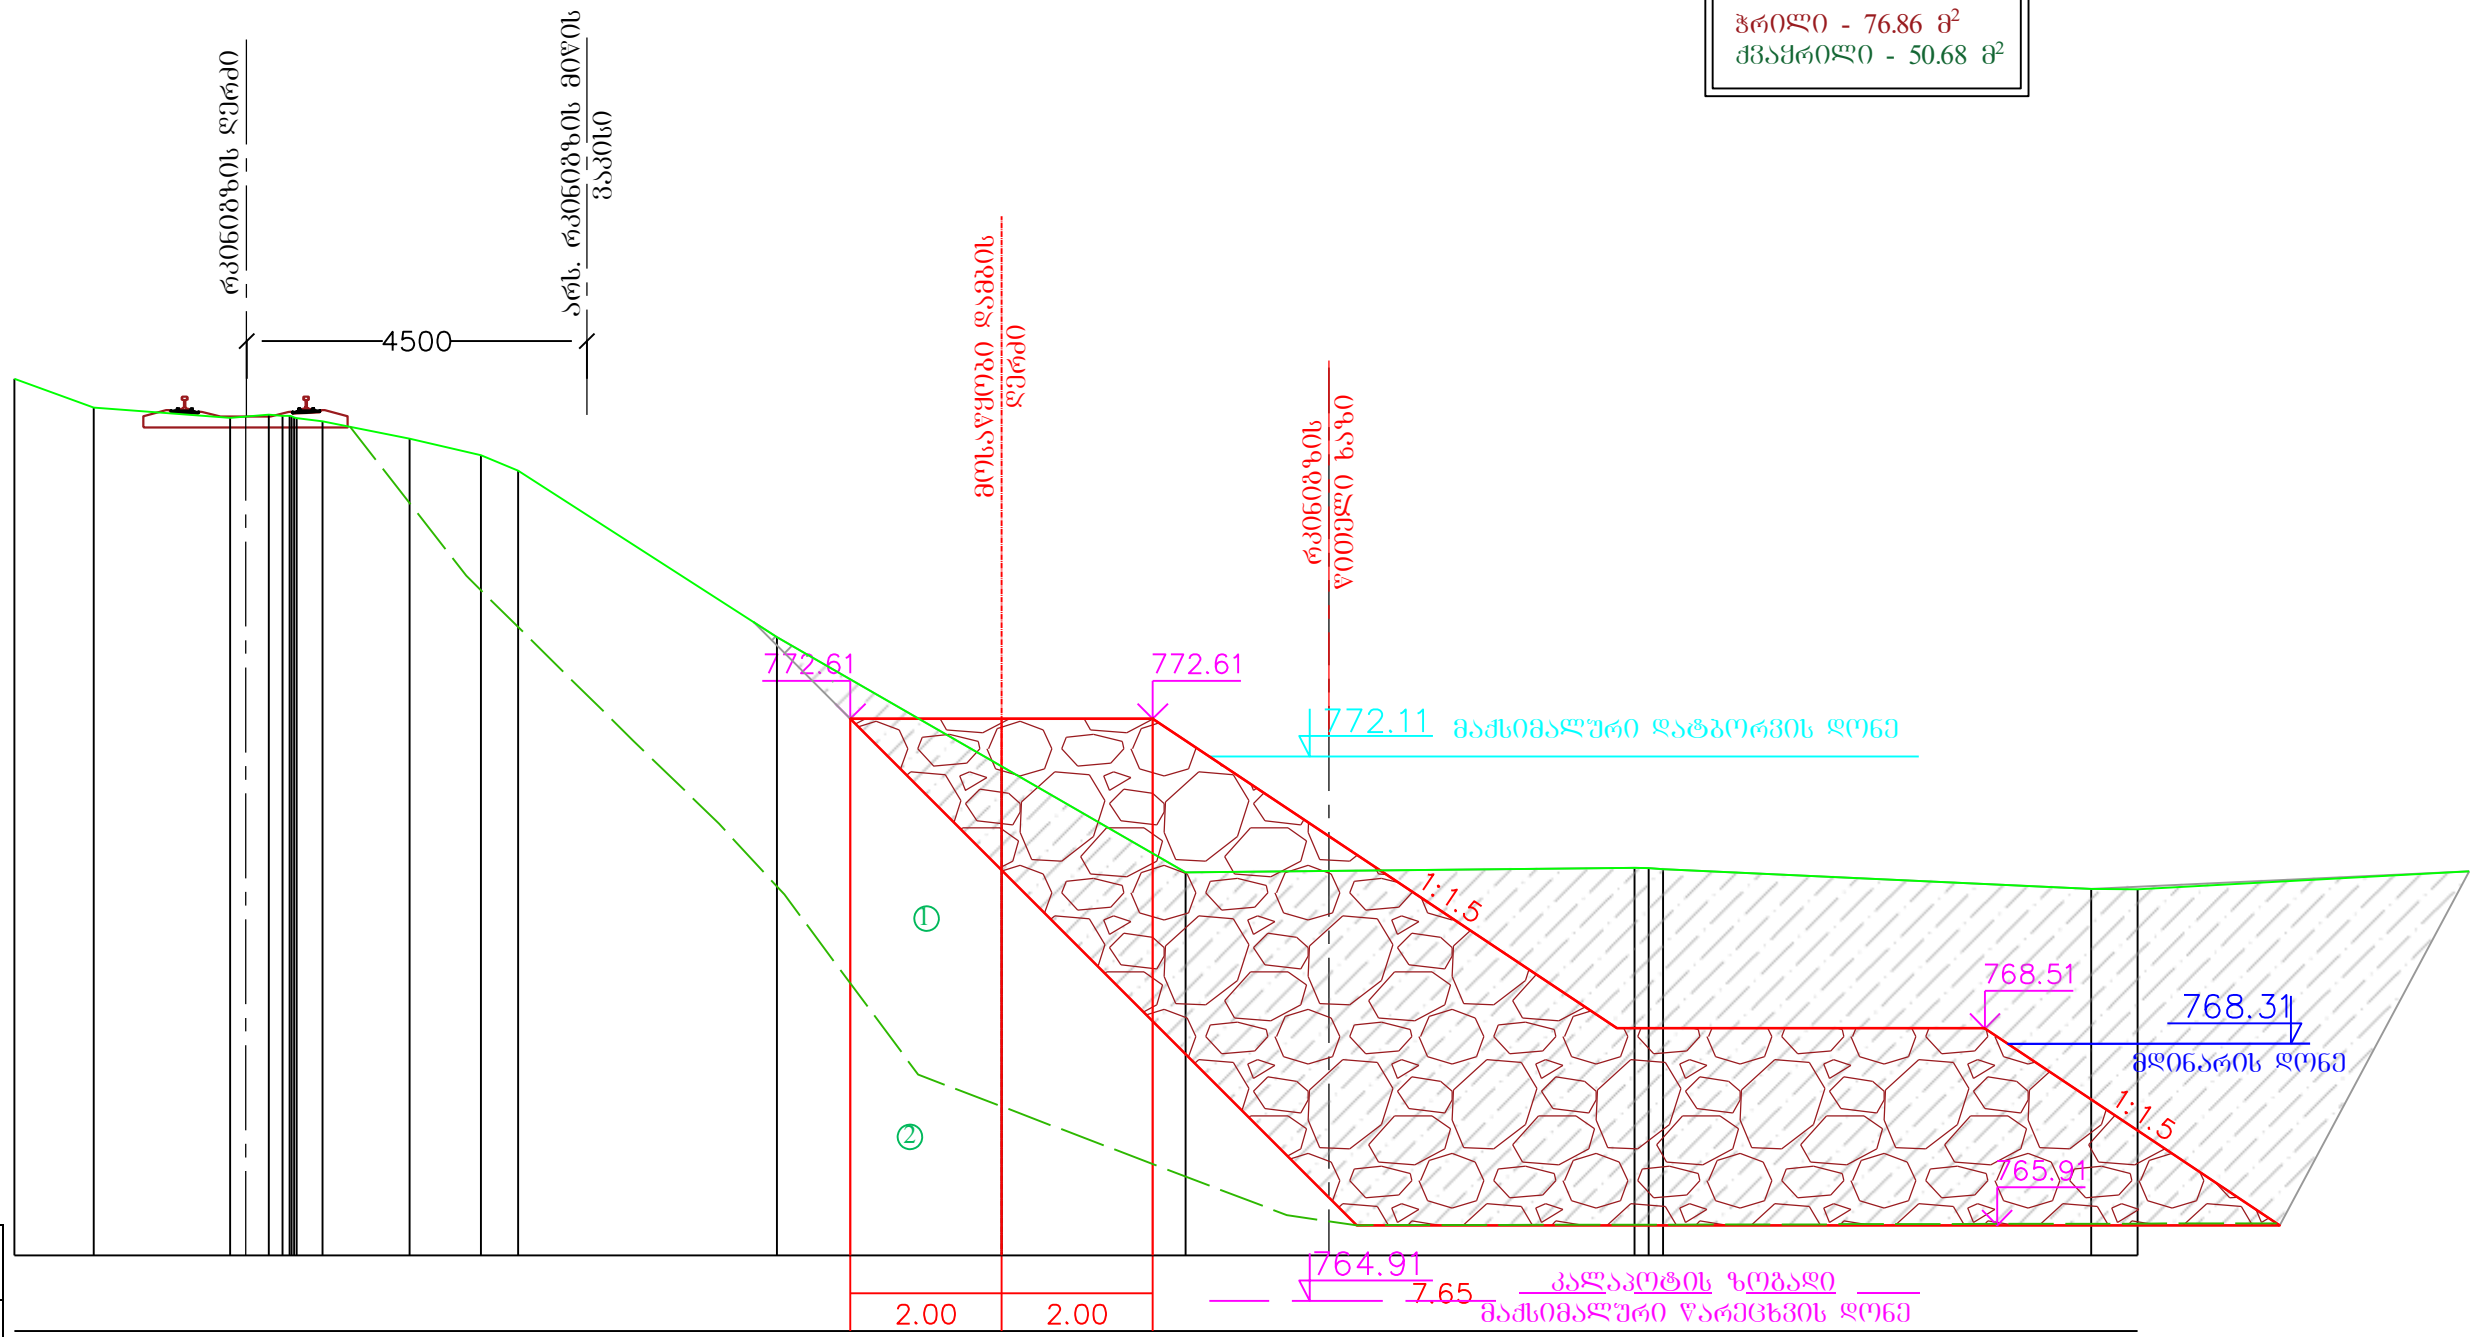 ჭრილი - 76.86 მ²
ქვაყრილი - 50.68 მ²
რკინიგზის ღერძი
არს. რკინიგზის მიწის
ვაკისი
4500
მოსაწყობი დამბის
ღერძი
რკინიგზის
წითელი ხაზი
772.61
772.61
772.11 მაქსიმალური დატბორვის დონე
1:1.5
①
768.51
768.31
მდინარის დონე
1:1.5
②
765.91
764.91
7.65
კალაპოტის ზოგადი
მაქსიმალური წარეცხვის დონე
2.00
2.00